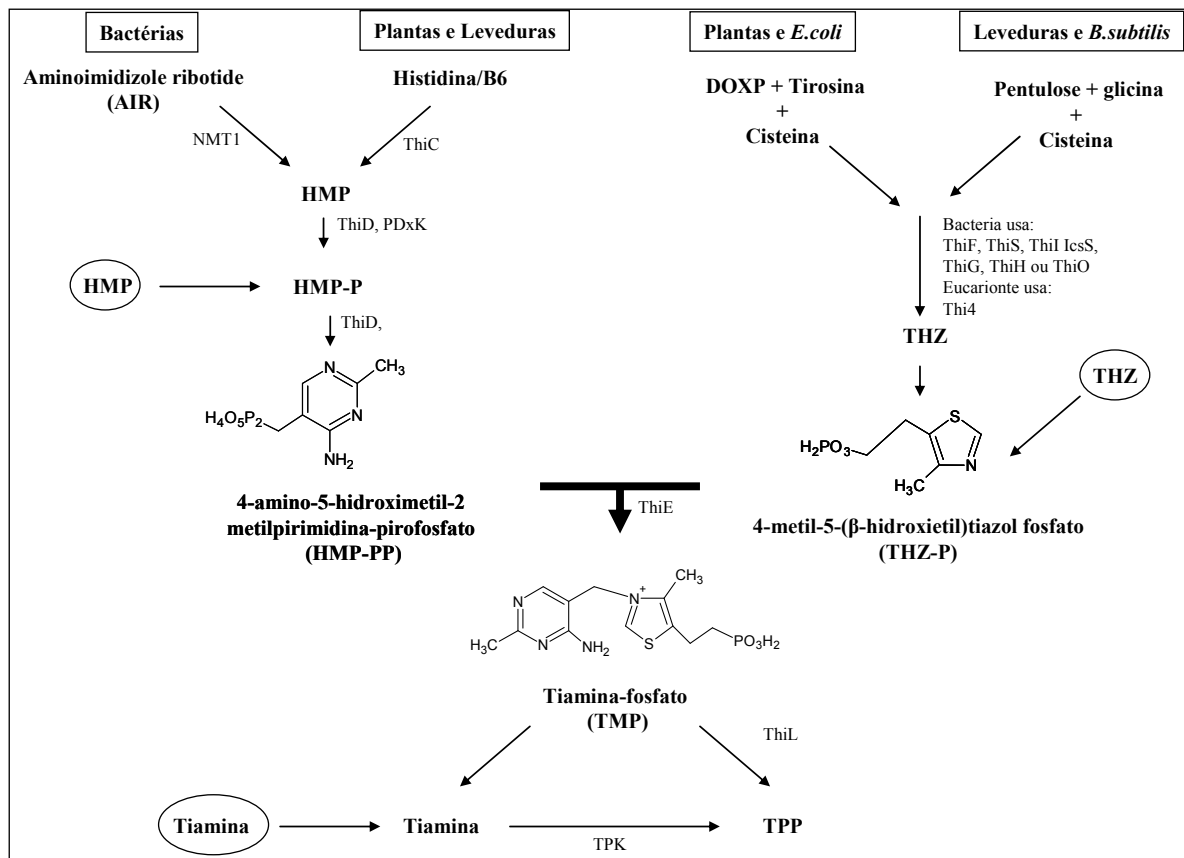 Bactérias
Plantas e Leveduras
Plantas e E.coli
Leveduras e B.subtilis
Aminoimidizole ribotide
(AIR)
Histidina/B6
DOXP + Tirosina
+
Cisteina
Pentulose + glicina
+
Cisteina
NMT1
ThiC
HMP
ThiD, PDxK
Bacteria usa:
ThiF, ThiS, ThiI IcsS,
ThiG, ThiH ou ThiO
Eucarionte usa:
Thi4
HMP
HMP-P
ThiD,
THZ
THZ
N
CH3
N
H4O5P2
NH2
S
H2PO3
N
H3C
4-amino-5-hidroximetil-2
metilpirimidina-pirofosfato
(HMP-PP)
ThiE
4-metil-5-(β-hidroxietil)tiazol fosfato
(THZ-P)
CH3
N
N+
H3C
N
NH2
S
PO3H2
Tiamina-fosfato
(TMP)
ThiL
Tiamina
Tiamina
TPK
TPP